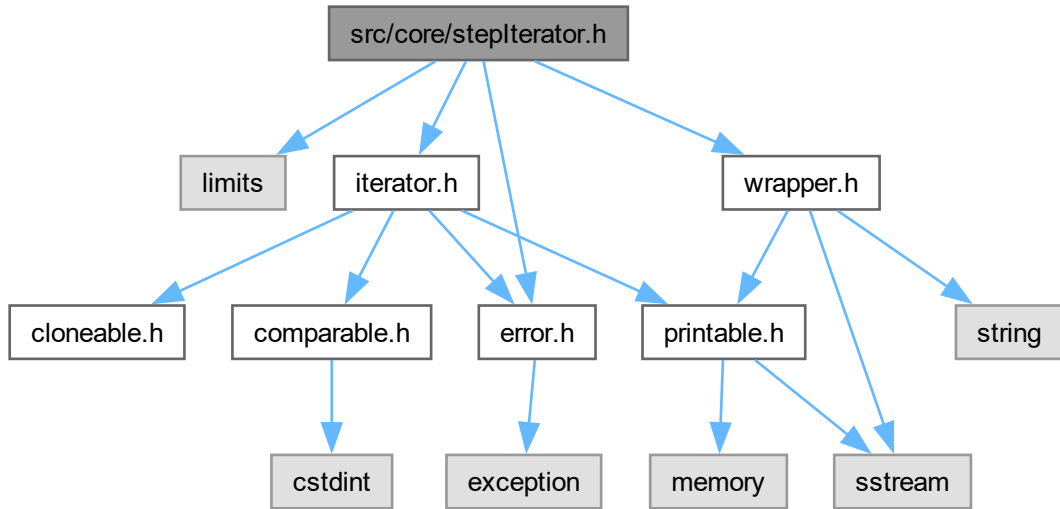 src/core/stepIterator.h
limits
iterator.h
wrapper.h
cloneable.h
comparable.h
error.h
printable.h
string
cstdint
exception
memory
sstream